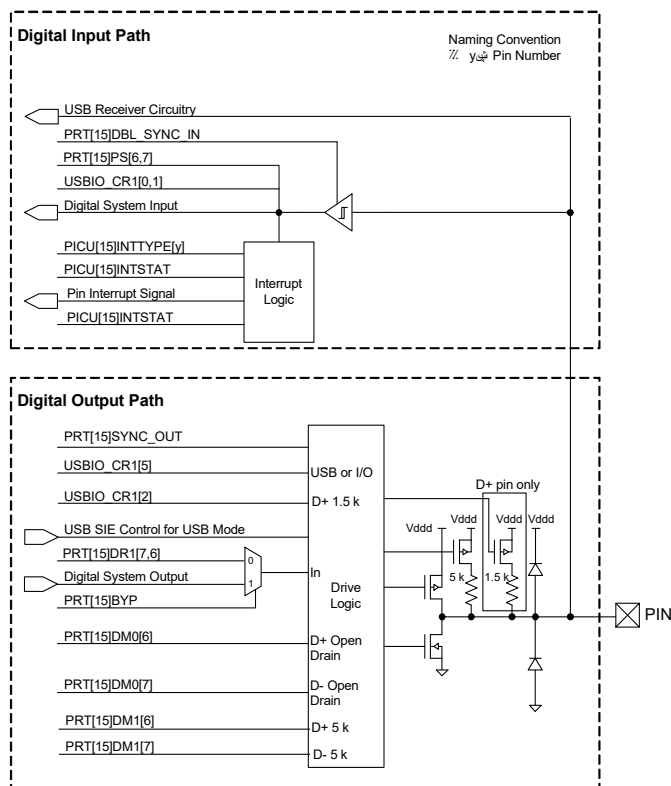 Digital Input Path
Naming Convention
y Pin Number
USB Receiver Circuitry
PRT[15]DBL_SYNC_IN
PRT[15]PS[6,7]
USBIO_CR1[0,1]
Digital System Input
PICU[15]INTTYPE[y]
PICU[15]INTSTAT
Pin Interrupt Signal
PICU[15]INTSTAT
Interrupt
Logic
Digital Output Path
PRT[15]SYNC_OUT
USBIO_CR1[5]
USB or I/O
USBIO_CR1[2]
D+ 1.5 k
D+ pin only
USB SIE Control for USB Mode
Vddd Vddd Vddd Vddd
PRT[15]DR1[7,6]
0
Digital System Output
1
In
5 k
1.5 k
PRT[15]BYP
Drive
Logic
PIN
PRT[15]DM0[6]
D+ Open
Drain
PRT[15]DM0[7]
D- Open
Drain
PRT[15]DM1[6]
D+ 5 k
PRT[15]DM1[7]
D- 5 k